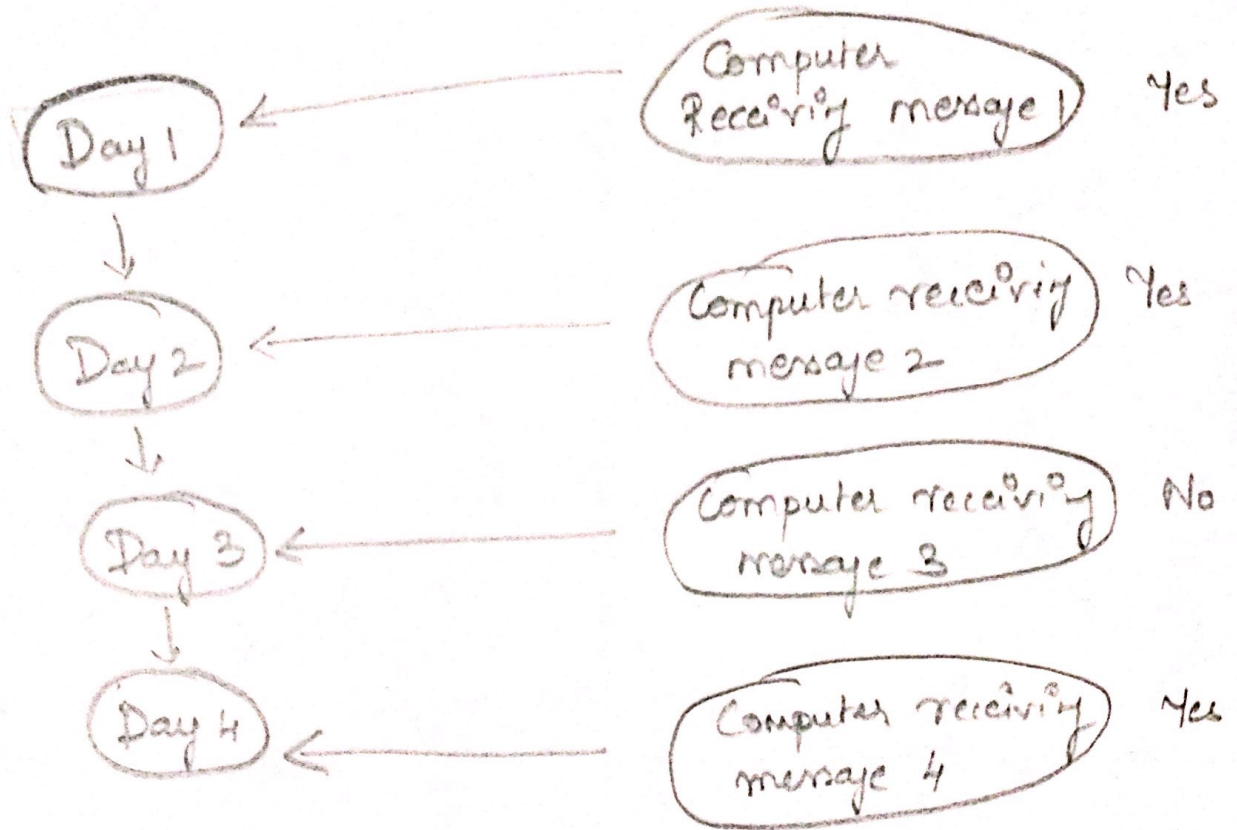 Day 1
Computer
Receiving message 1
Yes
Day 2
Computer receiving
message 2
Yes
Day 3
Computer receiving
message 3
No
Day 4
Computer receiving
message 4
Yes